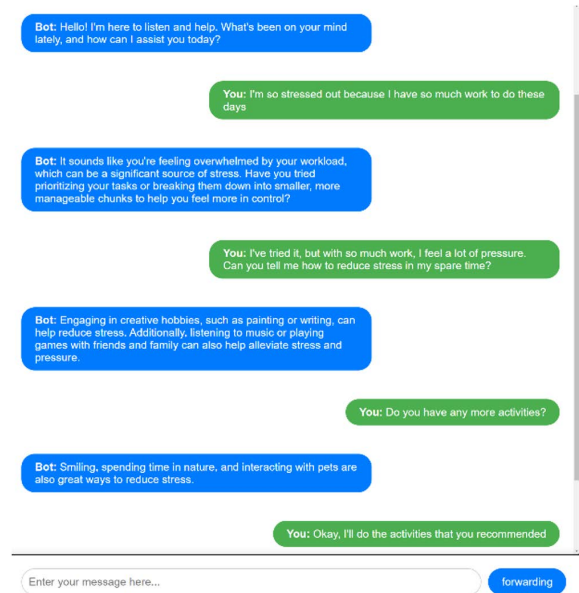 Bot: Hello! I'm here to listen and help. What's been on your mind
lately, and how can I assist you today?
You: I'm so stressed out because I have so much work to do these
days
Bot: It sounds like you're feeling overwhelmed by your workload,
which can be a significant source of stress. Have you tried
prioritizing your tasks or breaking them down into smaller, more
manageable chunks to help you feel more in control?
You: I've tried it, but with so much work, I feel a lot of pressure.
Can you tell me how to reduce stress in my spare time?
Bot: Engaging in creative hobbies, such as painting or writing, can
help reduce stress. Additionally, listening to music or playing
games with friends and family can also help alleviate stress and
pressure.
You: Do you have any more activities?
Bot: Smiling, spending time in nature, and interacting with pets are
also great ways to reduce stress.
You: Okay, I'll do the activities that you recommended
Enter your message here...
forwarding